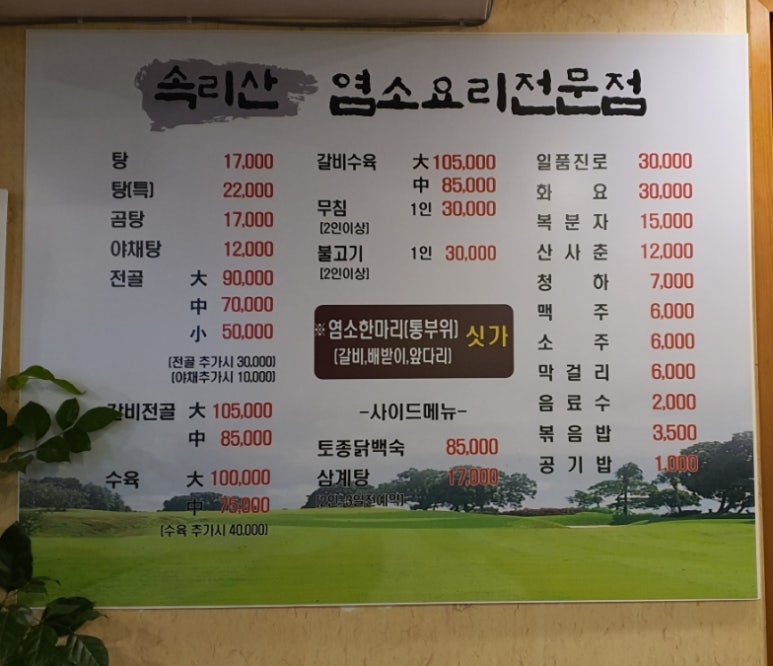 속리산 염소요리전문점
탕 17,000
탕(특) 22,000
곰탕 17,000
야채탕 12,000
전골 大 90,000
中 70,000
小 50,000
(전골 추가시 30,000)
(야채추가시 10,000)
갈비전골 大 105,000
中 85,000
수육 大 100,000
中 75,000
(수육 추가시 40,000)
갈비수육 大 105,000
中 85,000
무침 1인 30,000
[2인이상]
불고기 1인 30,000
[2인이상]
※염소한마리(통부위) 싯가
(갈비,배받이,앞다리)
-사이드메뉴-
토종닭백숙 85,000
삼계탕 17,000
일품진로 30,000
화요 30,000
복분자 15,000
산사춘 12,000
청하 7,000
맥주 6,000
소주 6,000
막걸리 6,000
음료수 2,000
볶음밥 3,500
공기밥 1,000